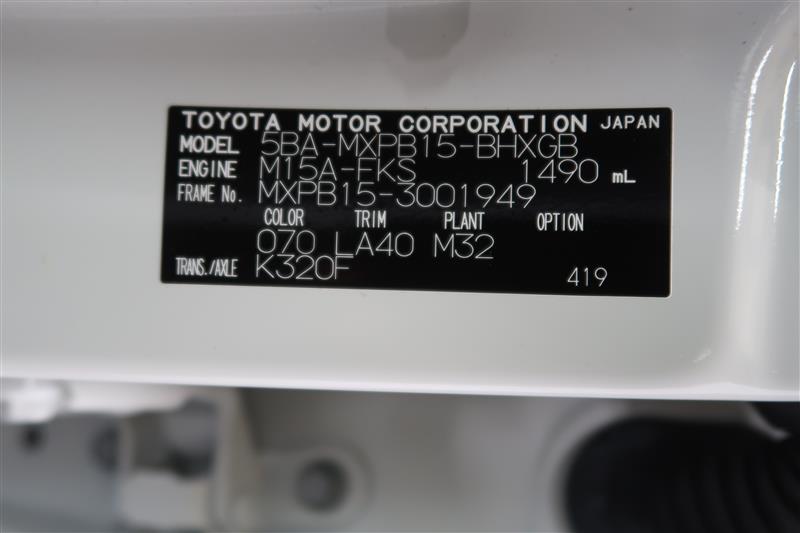 TOYOTA MOTOR CORPORATION JAPAN
MODEL 5BA-MXPB15-BHXGB
ENGINE M15A-FKS 1490 mL
FRAME No. MXPB15-3001949
COLOR TRIM PLANT OPTION
070 LA40 M32
TRANS./AXLE K320F
419